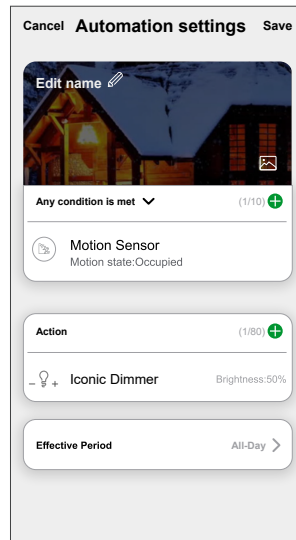 Cancel Automation settings Save
Edit name
Any condition is met (1/10)
Motion Sensor
Motion state:Occupied
Action (1/80)
Iconic Dimmer Brightness:50%
Effective Period All-Day